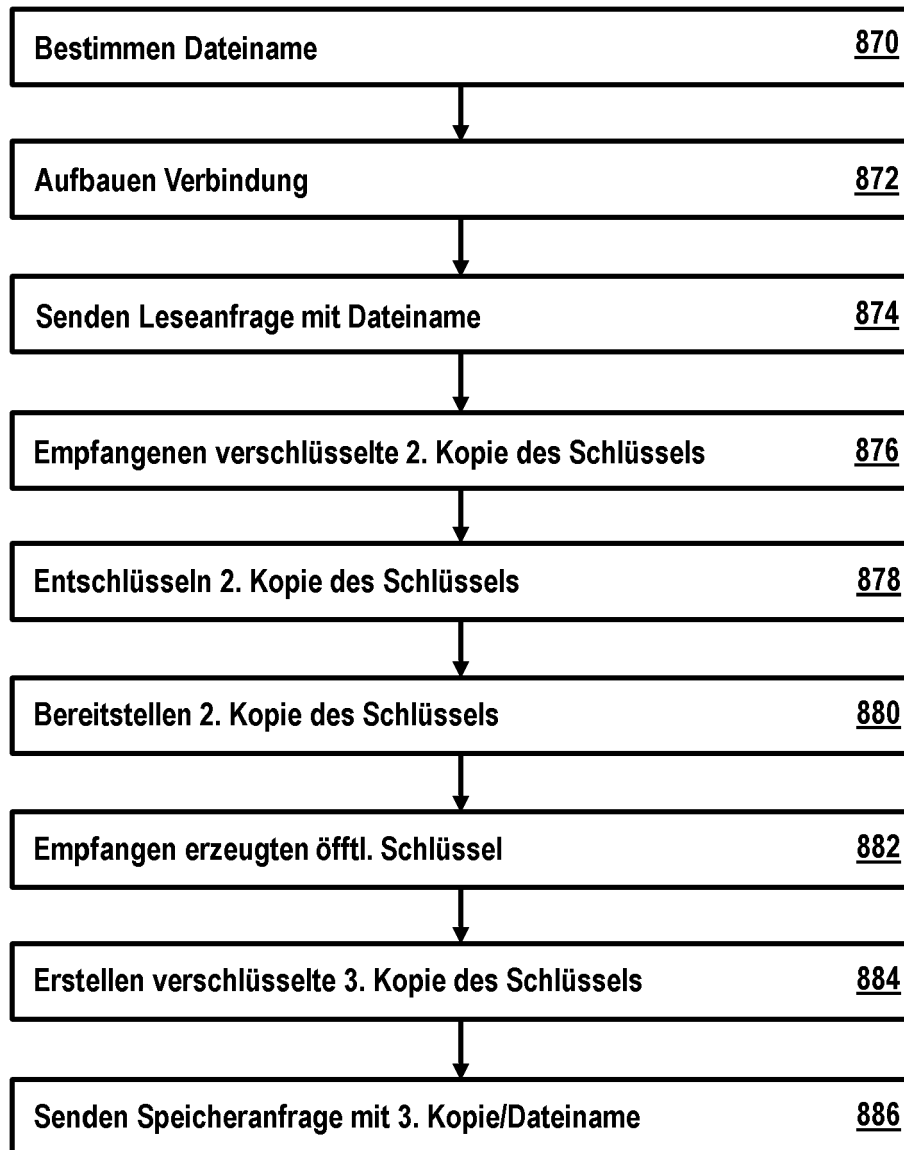 Bestimmen Dateiname 870
Aufbauen Verbindung 872
Senden Leseanfrage mit Dateiname 874
Empfangenen verschlüsselte 2. Kopie des Schlüssels 876
Entschlüsseln 2. Kopie des Schlüssels 878
Bereitstellen 2. Kopie des Schlüssels 880
Empfangen erzeugten öfftl. Schlüssel 882
Erstellen verschlüsselte 3. Kopie des Schlüssels 884
Senden Speicheranfrage mit 3. Kopie/Dateiname 886